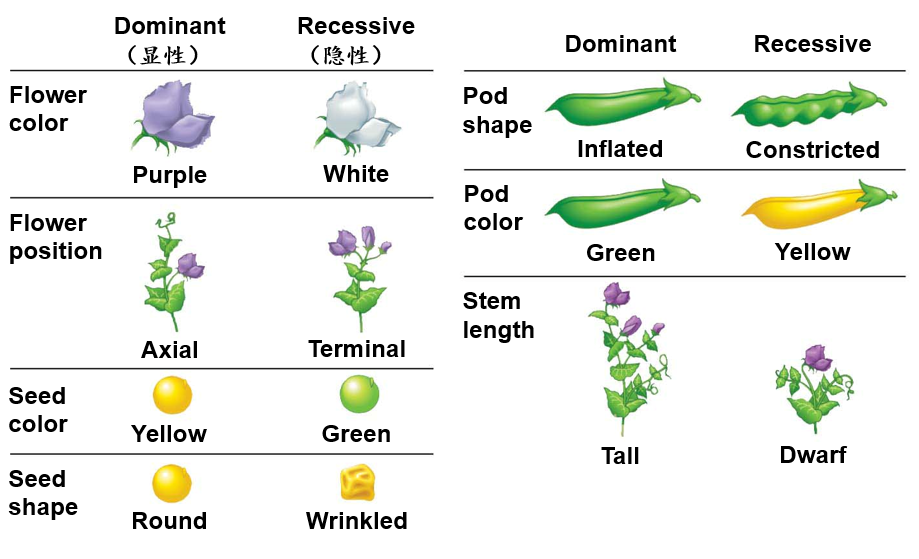 Dominant
(显性)
Recessive
(隐性)
Flower
color
Purple
White
Flower
position
Axial
Terminal
Seed
color
Yellow
Green
Seed
shape
Round
Wrinkled
Dominant
Recessive
Pod
shape
Inflated
Constricted
Pod
color
Green
Yellow
Stem
length
Tall
Dwarf